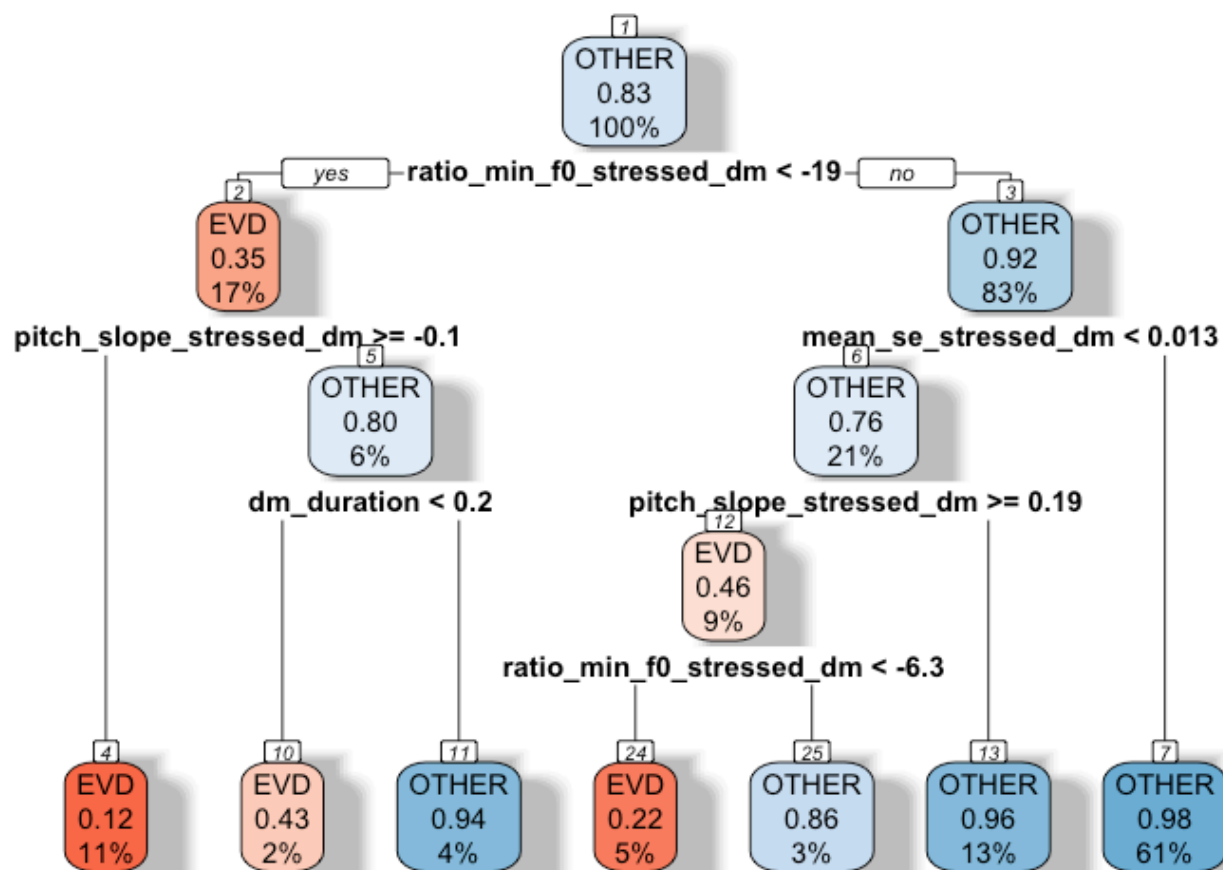 1
OTHER
0.83
100%
yes ratio_min_f0_stressed_dm < -19 no
2
EVD
0.35
17%
3
OTHER
0.92
83%
pitch_slope_stressed_dm >= -0.1
mean_se_stressed_dm < 0.013
5
OTHER
0.80
6%
6
OTHER
0.76
21%
dm_duration < 0.2
pitch_slope_stressed_dm >= 0.19
12
EVD
0.46
9%
ratio_min_f0_stressed_dm < -6.3
4
EVD
0.12
11%
10
EVD
0.43
2%
11
OTHER
0.94
4%
24
EVD
0.22
5%
25
OTHER
0.86
3%
13
OTHER
0.96
13%
7
OTHER
0.98
61%